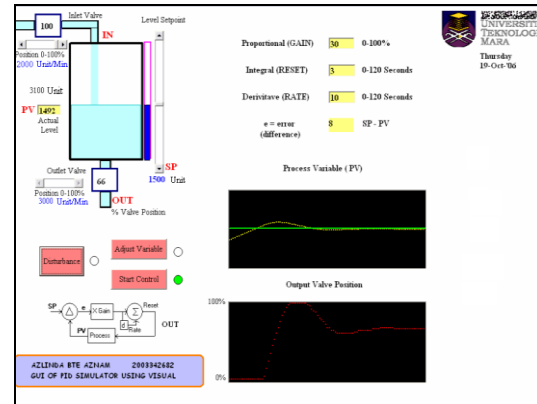 Inlet Valve
100
Level Setpoint
IN
Position 0-100%
2000 Unit/Min
3100 Unit
PV 1492
Actual
Level
SP
1500 Unit
Outlet Valve
66
Position 0-100%
3000 Unit/Min
OUT
% Valve Position
Proportional (GAIN) 30 0-100%
Integral (RESET) 3 0-120 Seconds
Derivitave (RATE) 10 0-120 Seconds
e = error 8 SP - PV
(difference)
UNIVERSITI
TEKNOLOGI
MARA
Thursday
19-Oct-'06
Process Variable (PV)
Disturbance
Adjust Variable
Start Control
Output Valve Position
100%
0%
SP
e
X Gain
Σ
Reset
d
Rate
OUT
PV
Process
AZLINDA BTE AZNAM 2003342682
GUI OF PID SIMULATOR USING VISUAL